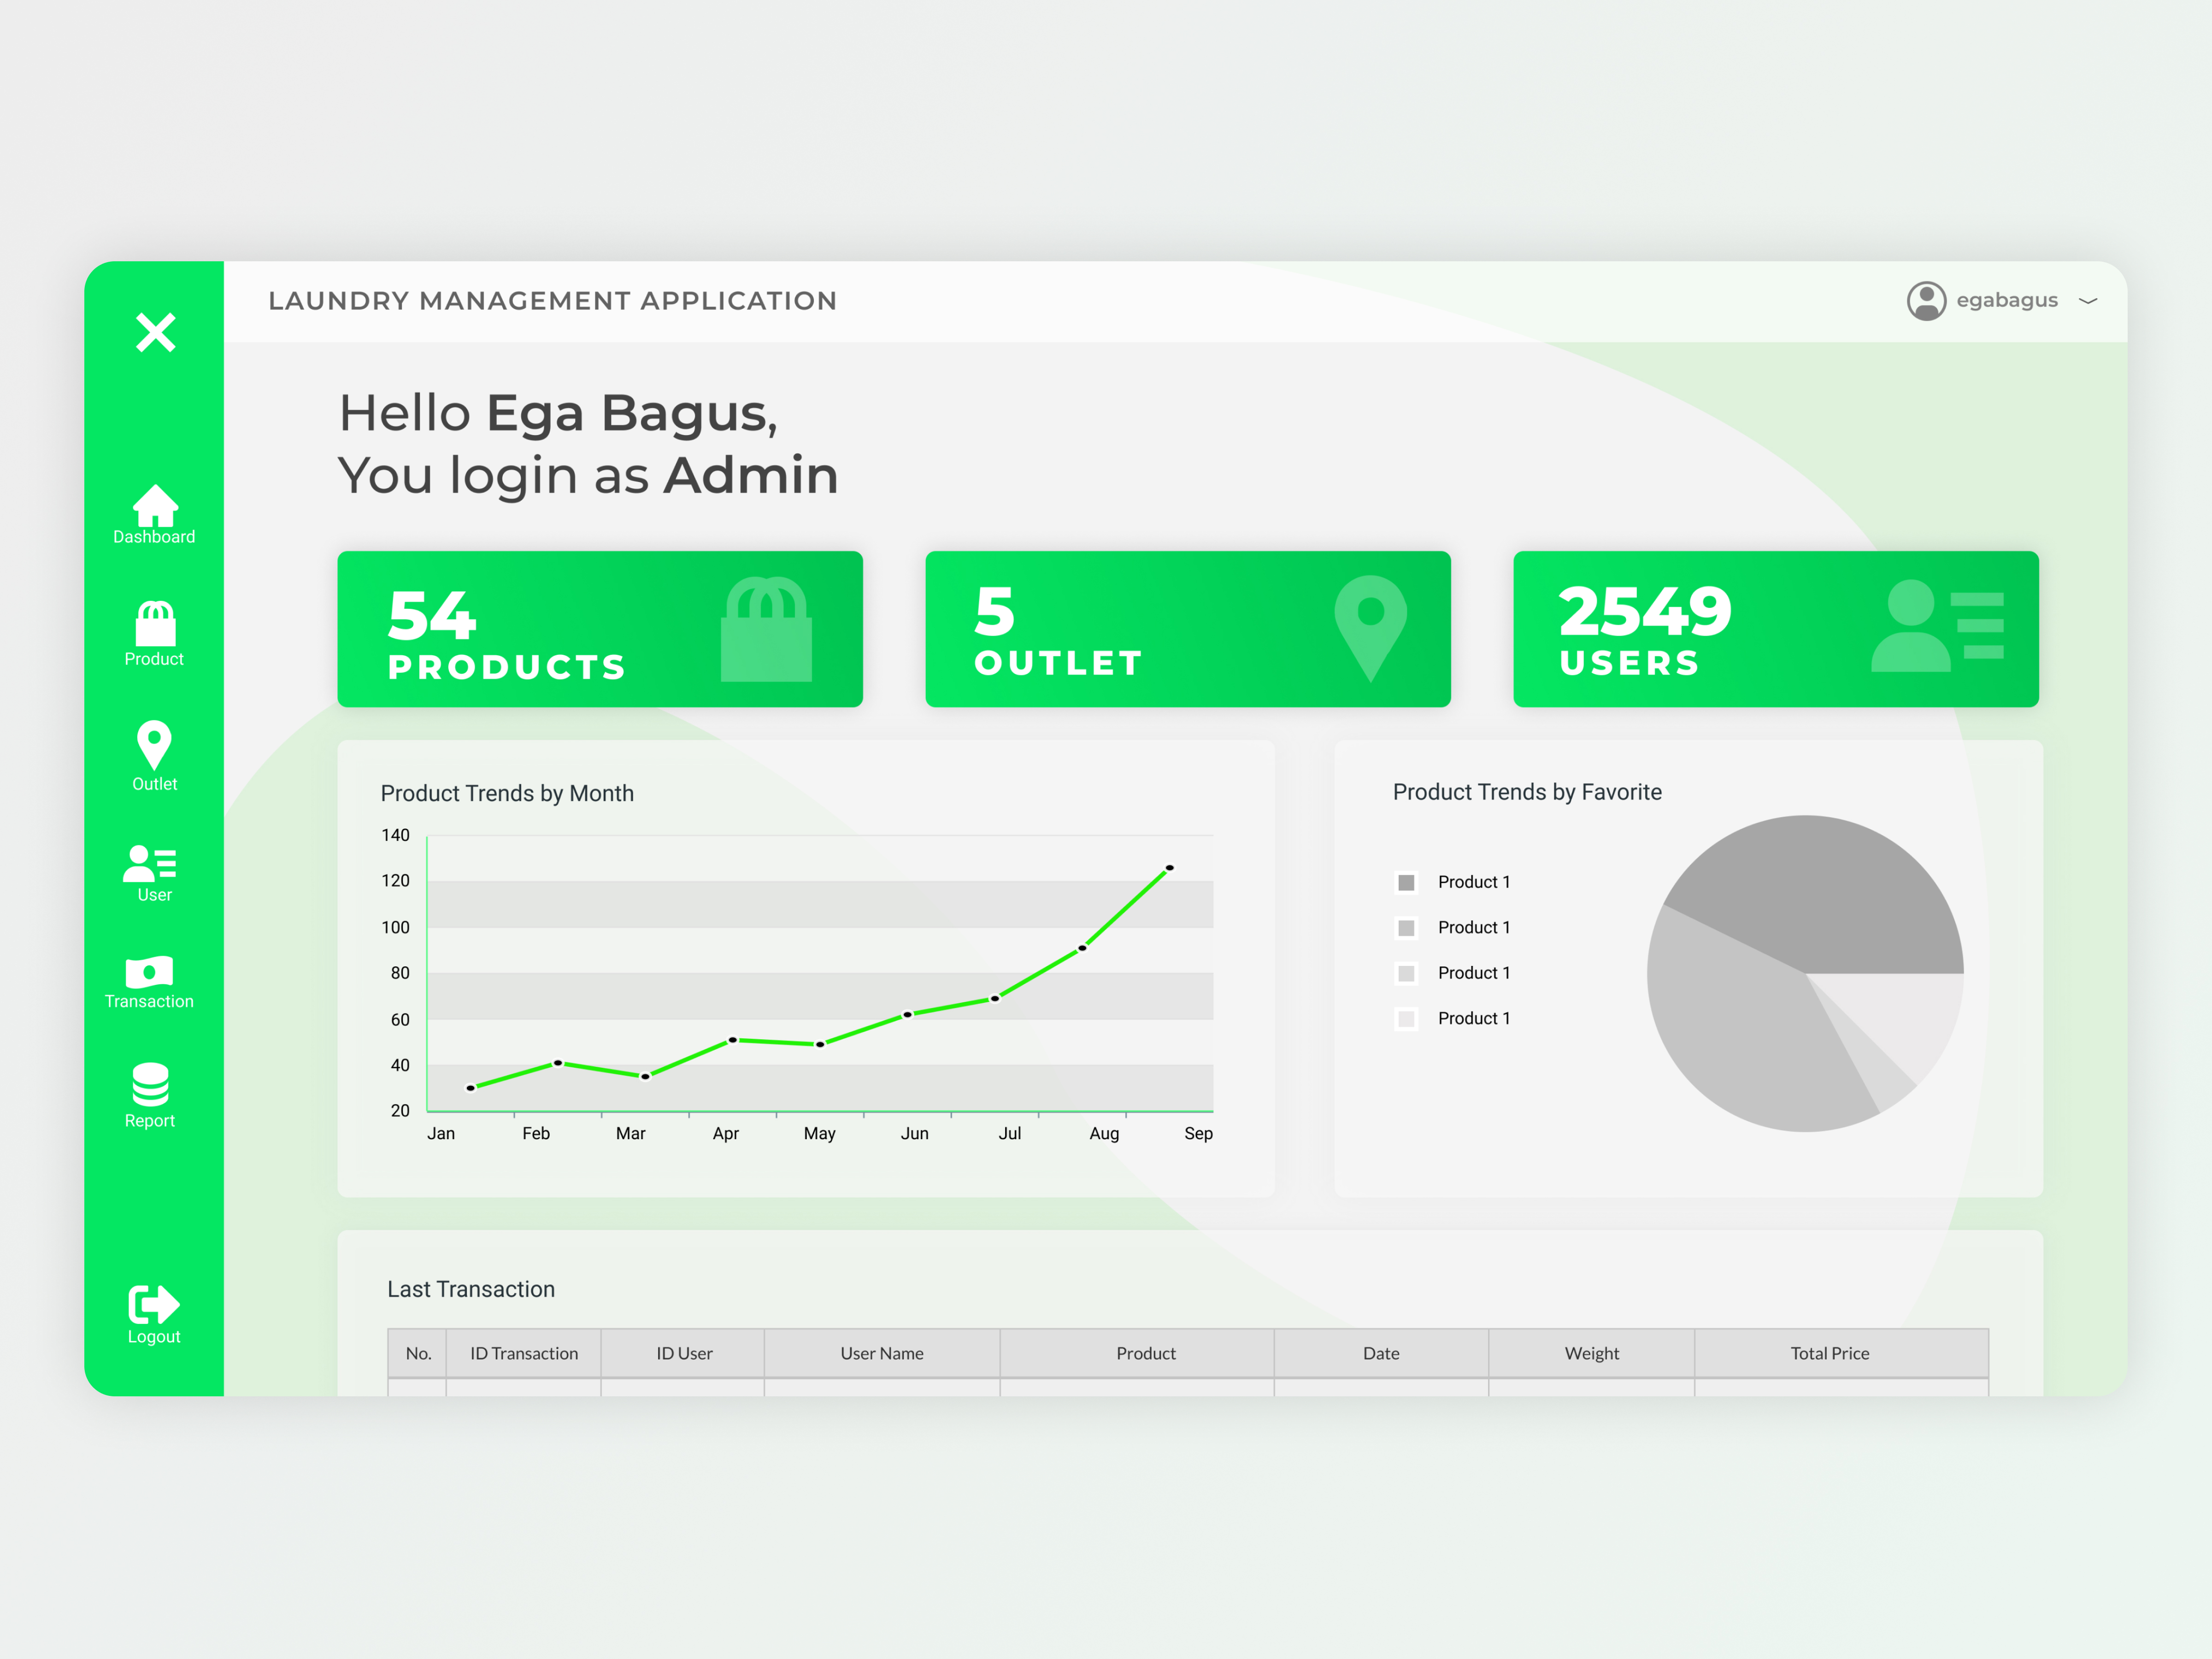 LAUNDRY MANAGEMENT APPLICATION
egabagus
Dashboard
Product
Outlet
User
Transaction
Report
Logout
Hello Ega Bagus,
You login as Admin
54
PRODUCTS
5
OUTLET
2549
USERS
Product Trends by Month
140
120
100
80
60
40
20
Jan Feb Mar Apr May Jun Jul Aug Sep
Product Trends by Favorite
Product 1
Product 1
Product 1
Product 1
Last Transaction
No. ID Transaction ID User User Name Product Date Weight Total Price